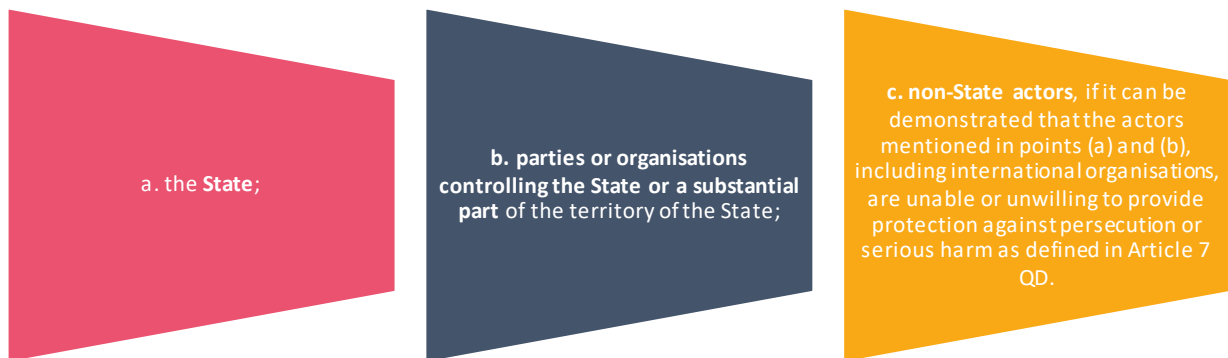 a. the State;
b. parties or organisations
controlling the State or a substantial
part of the territory of the State;
c. non-State actors, if it can be
demonstrated that the actors
mentioned in points (a) and (b),
including international organisations,
are unable or unwilling to provide
protection against persecution or
serious harm as defined in Article 7
QD.